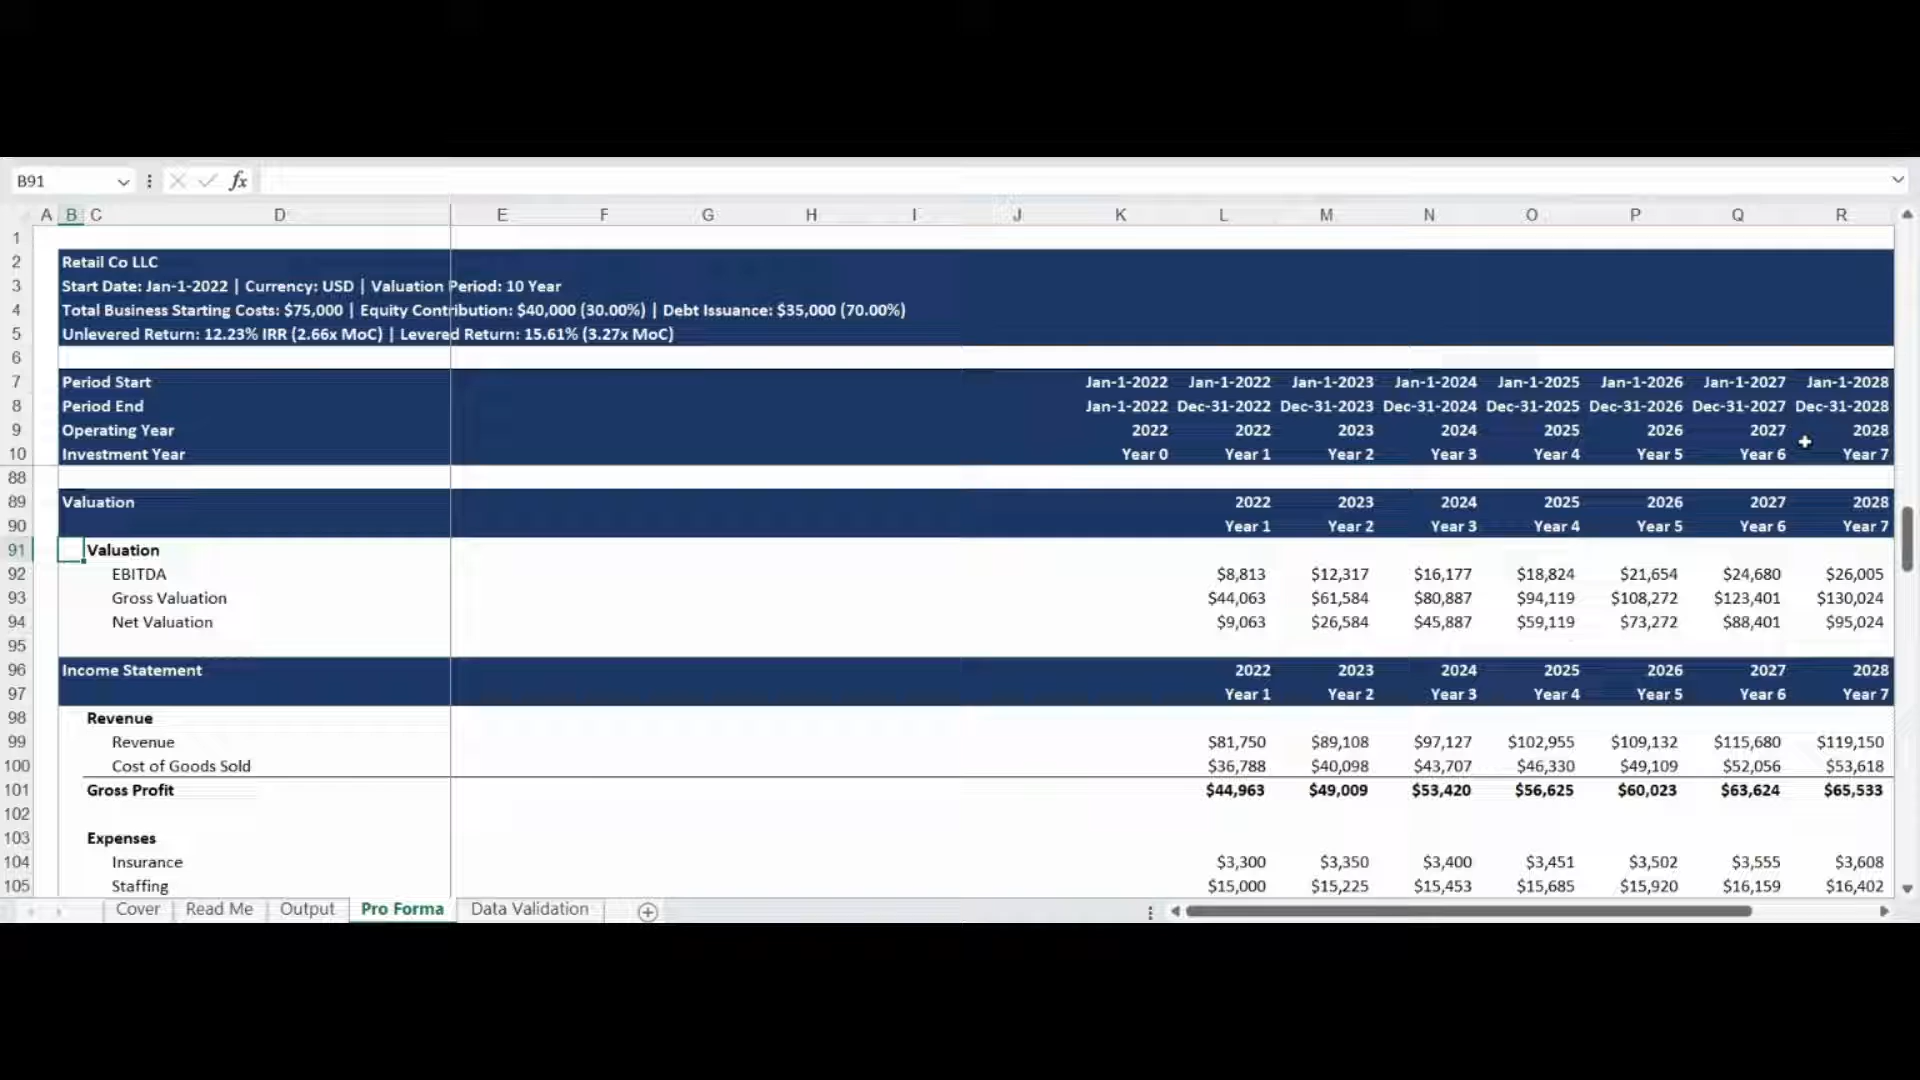 B91 fx
A B C D E F G H I J K L M N O P Q R
1
2 Retail Co LLC
3 Start Date: Jan-1-2022 | Currency: USD | Valuation Period: 10 Year
4 Total Business Starting Costs: $75,000 | Equity Contribution: $40,000 (30.00%) | Debt Issuance: $35,000 (70.00%)
5 Unlevered Return: 12.23% IRR (2.66x MoC) | Levered Return: 15.61% (3.27x MoC)
6
7 Period Start Jan-1-2022 Jan-1-2022 Jan-1-2023 Jan-1-2024 Jan-1-2025 Jan-1-2026 Jan-1-2027 Jan-1-2028
8 Period End Jan-1-2022 Dec-31-2022 Dec-31-2023 Dec-31-2024 Dec-31-2025 Dec-31-2026 Dec-31-2027 Dec-31-2028
9 Operating Year 2022 2022 2023 2024 2025 2026 2027 2028
10 Investment Year Year 0 Year 1 Year 2 Year 3 Year 4 Year 5 Year 6 Year 7
88
89 Valuation 2022 2023 2024 2025 2026 2027 2028
90 Year 1 Year 2 Year 3 Year 4 Year 5 Year 6 Year 7
91 Valuation
92 EBITDA $8,813 $12,317 $16,177 $18,824 $21,654 $24,680 $26,005
93 Gross Valuation $44,063 $61,584 $80,887 $94,119 $108,272 $123,401 $130,024
94 Net Valuation $9,063 $26,584 $45,887 $59,119 $73,272 $88,401 $95,024
95
96 Income Statement 2022 2023 2024 2025 2026 2027 2028
97 Year 1 Year 2 Year 3 Year 4 Year 5 Year 6 Year 7
98 Revenue
99 Revenue $81,750 $89,108 $97,127 $102,955 $109,132 $115,680 $119,150
100 Cost of Goods Sold $36,788 $40,098 $43,707 $46,330 $49,109 $52,056 $53,618
101 Gross Profit $44,963 $49,009 $53,420 $56,625 $60,023 $63,624 $65,533
102
103 Expenses
104 Insurance $3,300 $3,350 $3,400 $3,451 $3,502 $3,555 $3,608
105 Staffing $15,000 $15,225 $15,453 $15,685 $15,920 $16,159 $16,402
Cover Read Me Output Pro Forma Data Validation